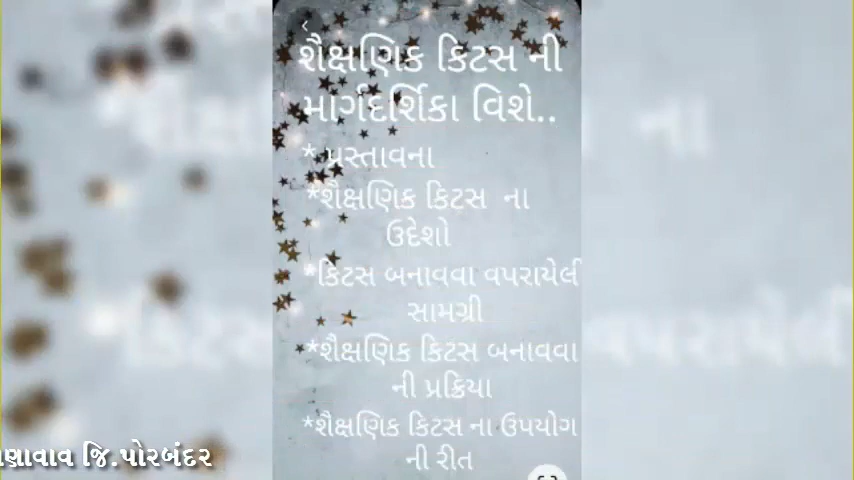 શૈક્ષણિક કિટસ ની
માર્ગદર્શિકા વિશે..
* પ્રસ્તાવના
*શૈક્ષણિક કિટસ ના
ઉદેશો
*કિટસ બનાવવા વપરાયેલી
સામગ્રી
*શૈક્ષણિક કિટસ બનાવવા
ની પ્રક્રિયા
*શૈક્ષણિક કિટસ ના ઉપયોગ
ની રીત
ણાવાવ જિ.પોરબંદર